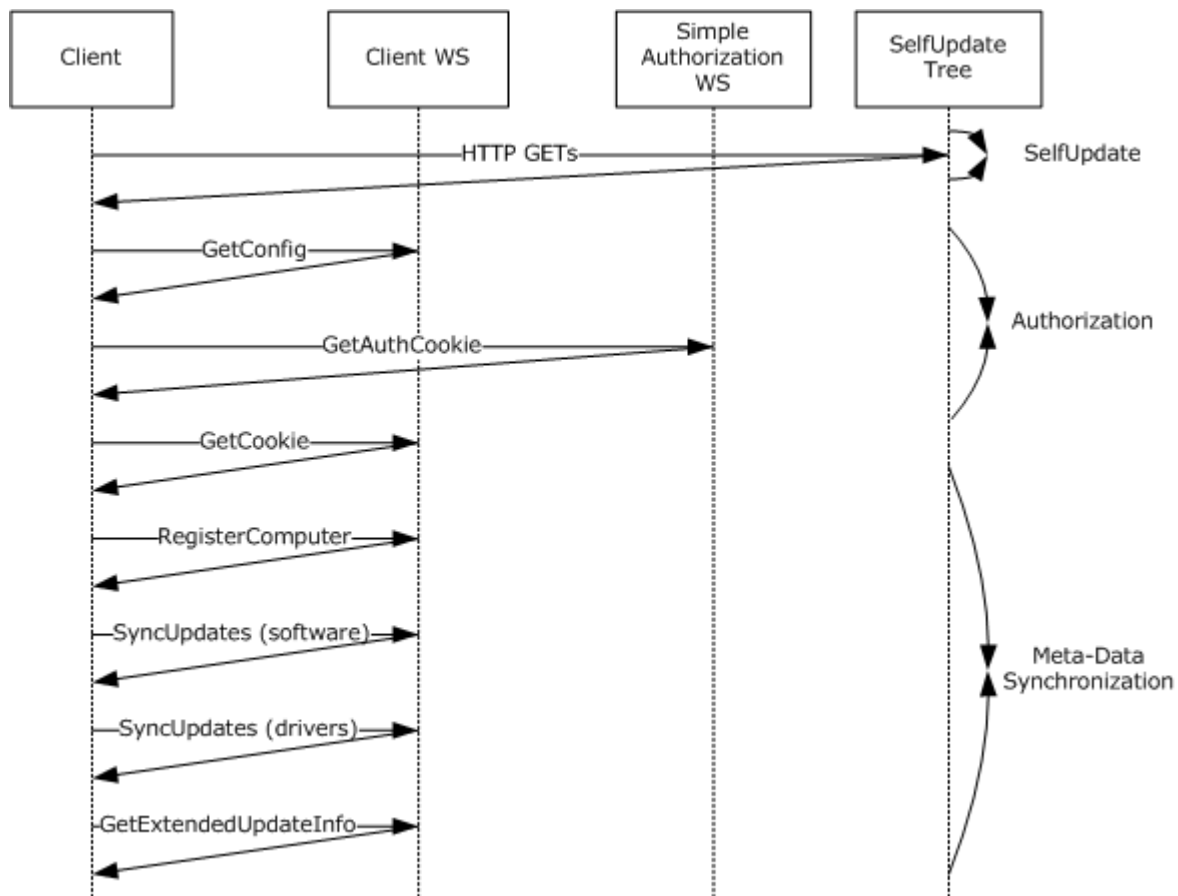 Client
Client WS
Simple
Authorization
WS
SelfUpdate
Tree
HTTP GETs
SelfUpdate
GetConfig
Authorization
GetAuthCookie
GetCookie
RegisterComputer
SyncUpdates (software)
Meta-Data
Synchronization
SyncUpdates (drivers)
GetExtendedUpdateInfo